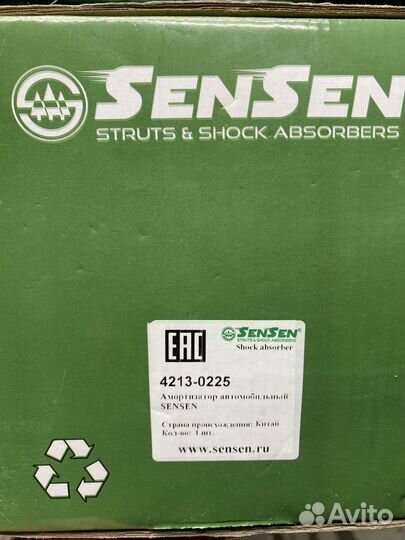 SENSEN
STRUTS & SHOCK ABSORBERS
EAC
SENSEN
STRUTS & SHOCK ABSORBERS
Shock absorber
4213-0225
Амортизатор автомобильный
SENSEN
Страна происхождения: Китай
Кол-во: 1 шт.
www.sensen.ru
Avito